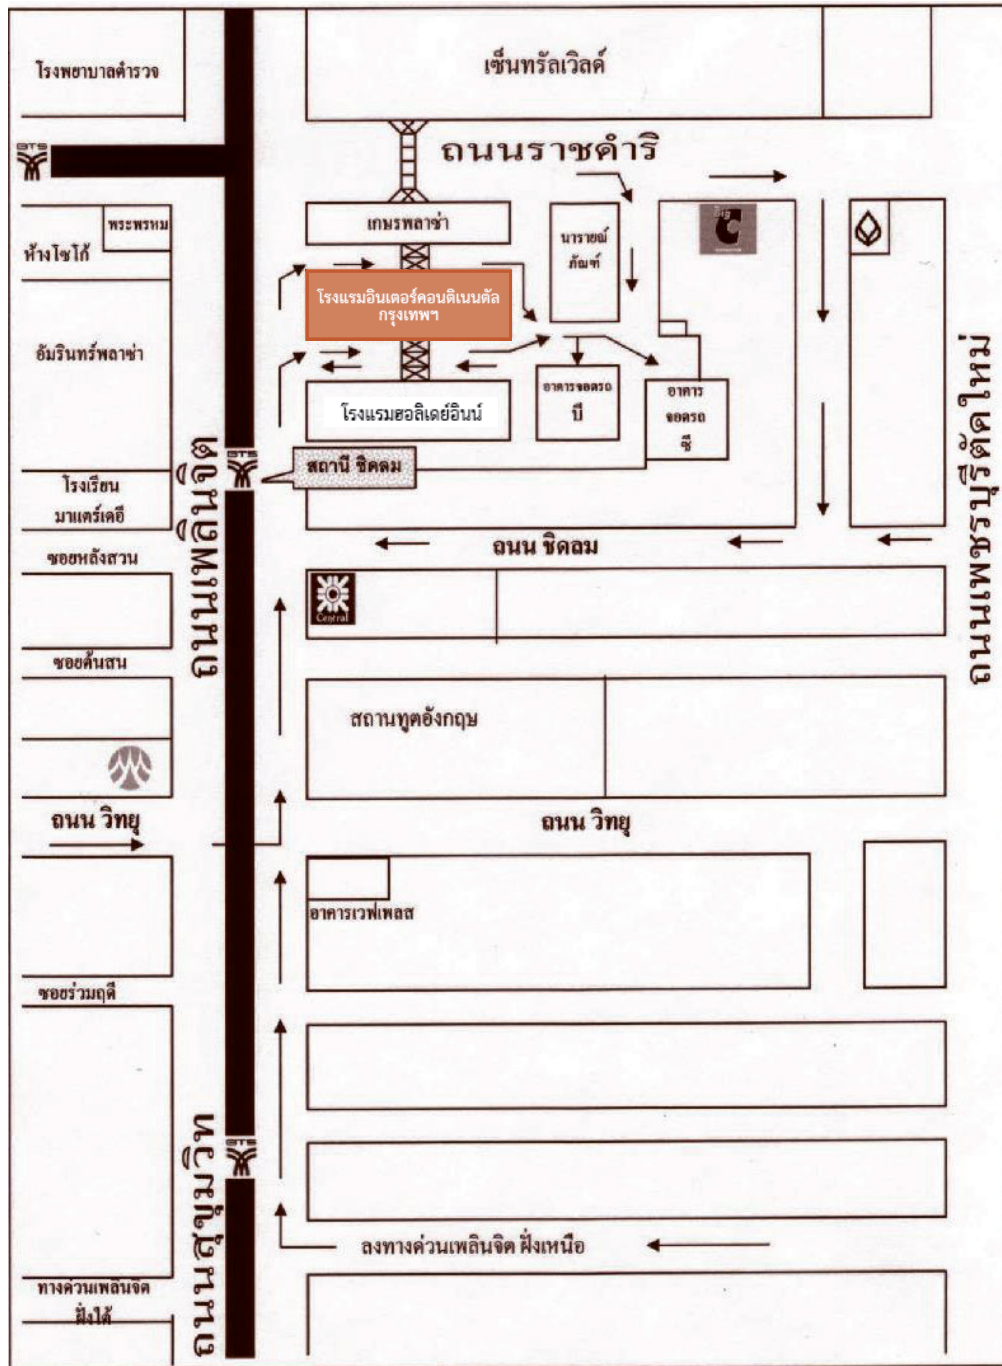 โรงพยาบาลตำรวจ
เซ็นทรัลเวิลด์
BTS
ถนนราชดำริ
พระพรหม
ห้างโซโก้
เกษรพลาซ่า
นารายณ์
ภัณฑ์
Big
C
โรงแรมอินเตอร์คอนติเนนตัล
กรุงเทพฯ
อัมรินทร์พลาซ่า
โรงแรมฮอลิเดย์อินน์
อาคารจอดรถ
บี
อาคาร
จอดรถ
ซี
ถนนเพชรบุรีตัดใหม่
ถนนเพลินจิต
BTS
สถานี ชิดลม
โรงเรียน
มาแตร์เดอี
ซอยหลังสวน
ถนน ชิดลม
Central
ซอยต้นสน
สถานทูตอังกฤษ
ถนน วิทยุ
ถนน วิทยุ
อาคารเวฟเพลส
ซอยร่วมฤดี
BTS
ถนนสุขุมวิท
ลงทางด่วนเพลินจิต ฝั่งเหนือ
ทางด่วนเพลินจิต
ฝั่งใต้